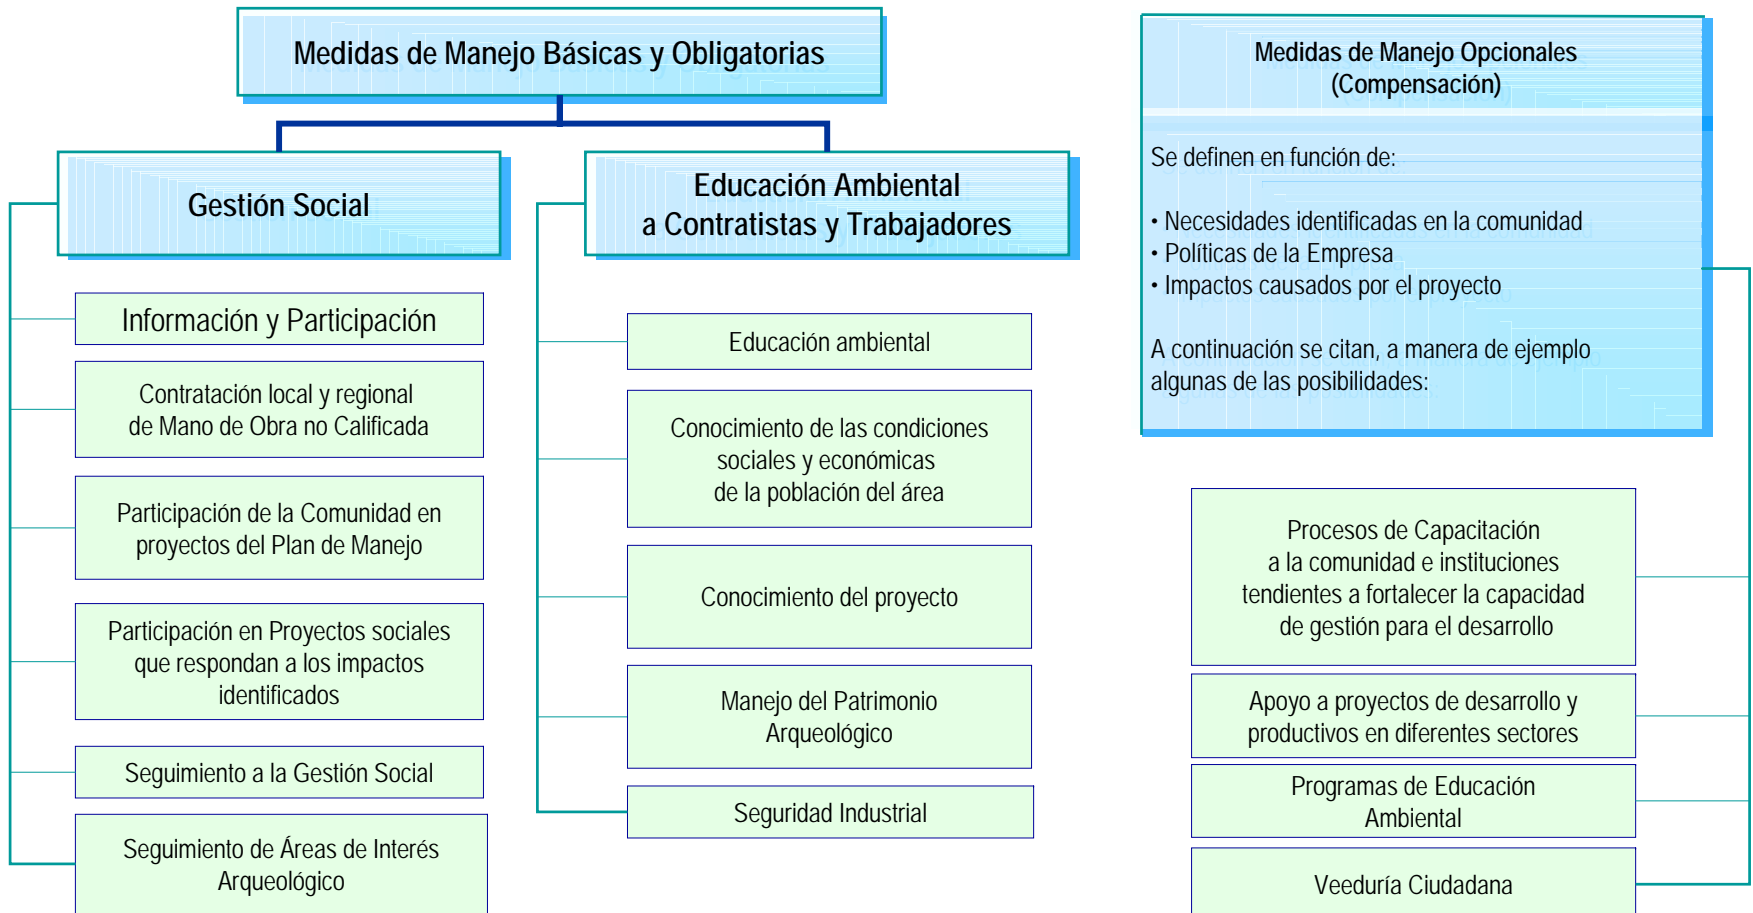 Medidas de Manejo Básicas y Obligatorias
Gestión Social
Información y Participación
Contratación local y regional
de Mano de Obra no Calificada
Participación de la Comunidad en
proyectos del Plan de Manejo
Participación en Proyectos sociales
que respondan a los impactos
identificados
Seguimiento a la Gestión Social
Seguimiento de Áreas de Interés
Arqueológico
Educación Ambiental
a Contratistas y Trabajadores
Educación ambiental
Conocimiento de las condiciones
sociales y económicas
de la población del área
Conocimiento del proyecto
Manejo del Patrimonio
Arqueológico
Seguridad Industrial
Medidas de Manejo Opcionales
(Compensación)
Se definen en función de:
• Necesidades identificadas en la comunidad
• Políticas de la Empresa
• Impactos causados por el proyecto
A continuación se citan, a manera de ejemplo
algunas de las posibilidades:
Procesos de Capacitación
a la comunidad e instituciones
tendientes a fortalecer la capacidad
de gestión para el desarrollo
Apoyo a proyectos de desarrollo y
productivos en diferentes sectores
Programas de Educación
Ambiental
Veeduría Ciudadana